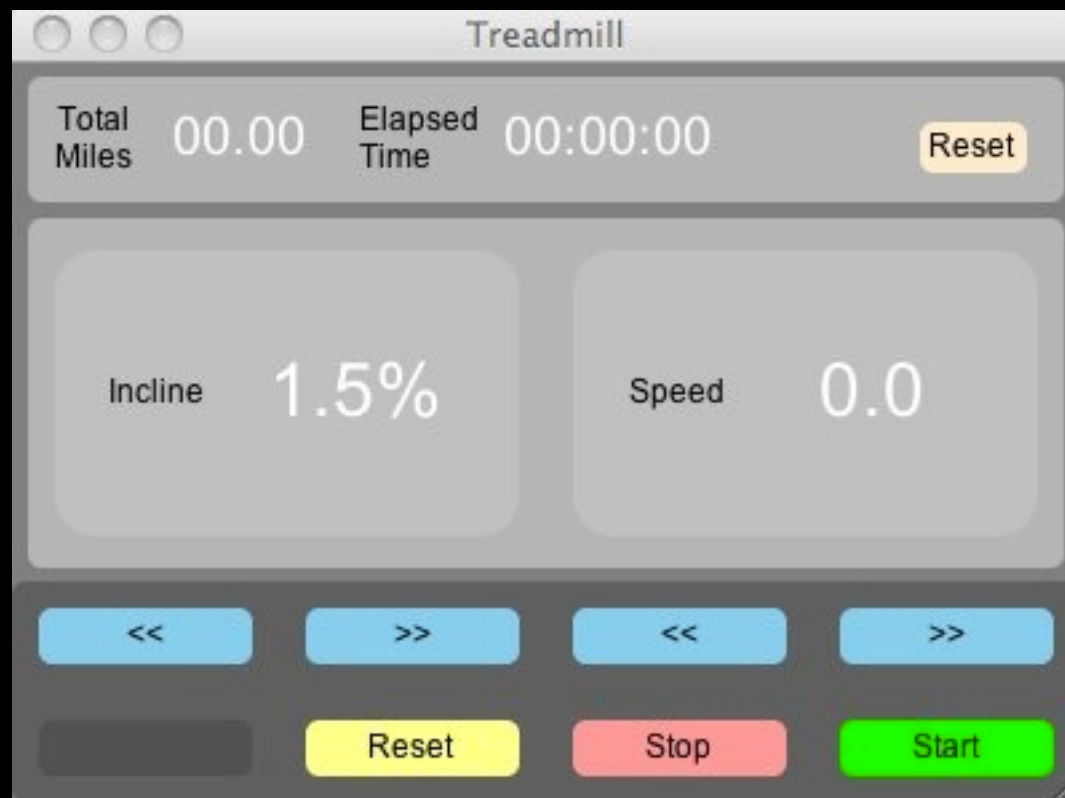 Treadmill
Total Miles
00.00
Elapsed Time
00:00:00
Reset
Incline
1.5%
Speed
0.0
<<
>>
<<
>>
Reset
Stop
Start